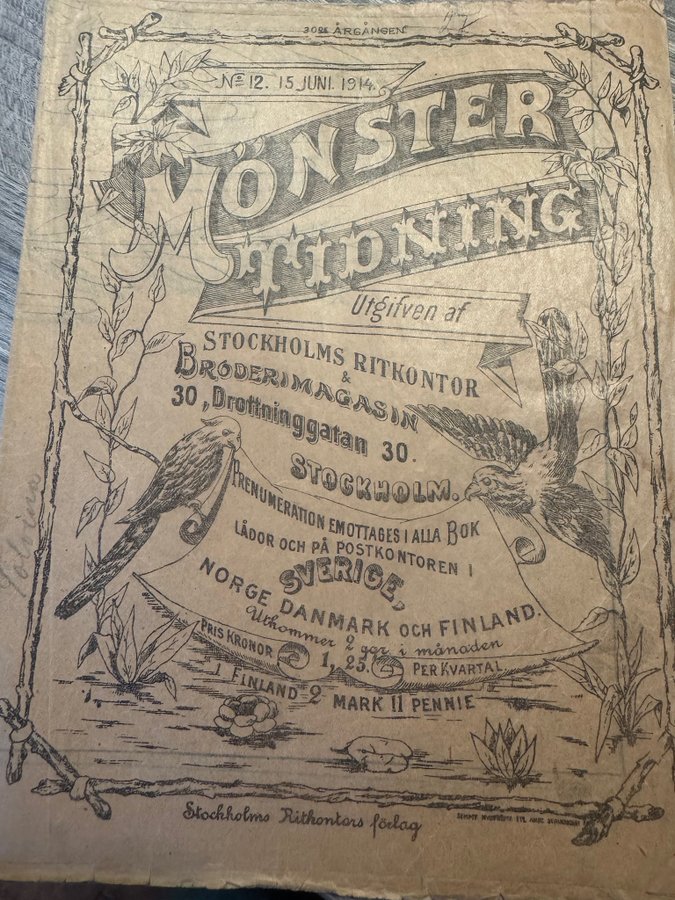 30DE ÅRGÅNGEN
No 12. 15 JUNI. 1914.
MÖNSTER
TIDNING
Utgifven af
STOCKHOLMS RITKONTOR
&
BRODERIMAGASIN
30, Drottninggatan 30.
STOCKHOLM.
PRENUMERATION EMOTTAGES I ALLA BOK
LÅDOR OCH PÅ POSTKONTOREN I
SVERIGE,
NORGE DANMARK OCH FINLAND.
Utkommer 2 ggr i månaden
PRIS KRONOR 1,25. PER KVARTAL
I FINLAND 2 MARK 11 PENNIE
Stockholms Ritkontors förlag